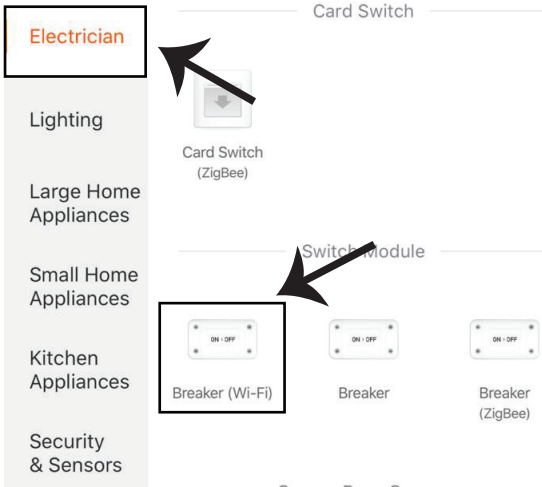 Electrician
Lighting
Large Home
Appliances
Small Home
Appliances
Kitchen
Appliances
Security
& Sensors
Card Switch
Card Switch
(ZigBee)
Switch Module
ON - OFF
Breaker (Wi-Fi)
ON - OFF
Breaker
ON - OFF
Breaker
(ZigBee)